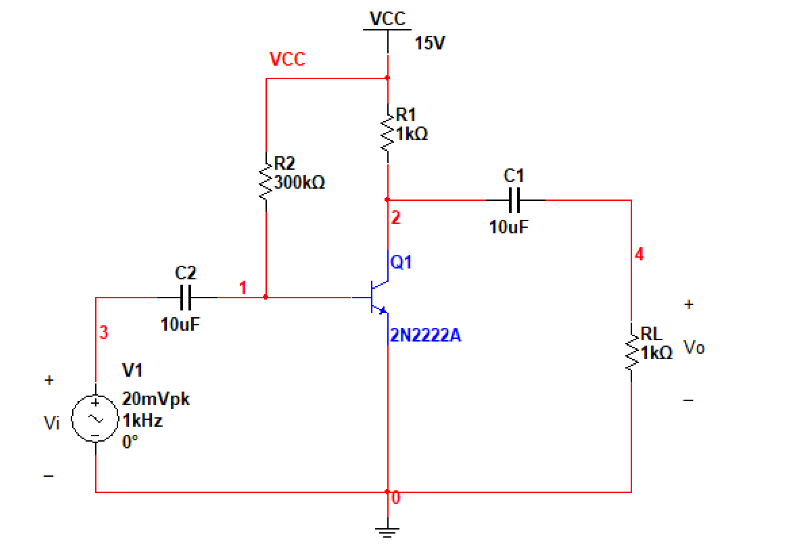 VCC
15V
VCC
R1
1kΩ
R2
300kΩ
C1
10uF
2
4
Q1
C2
10uF
1
3
2N2222A
+
RL
1kΩ
Vo
–
V1
20mVpk
1kHz
0°
+
Vi
–
0